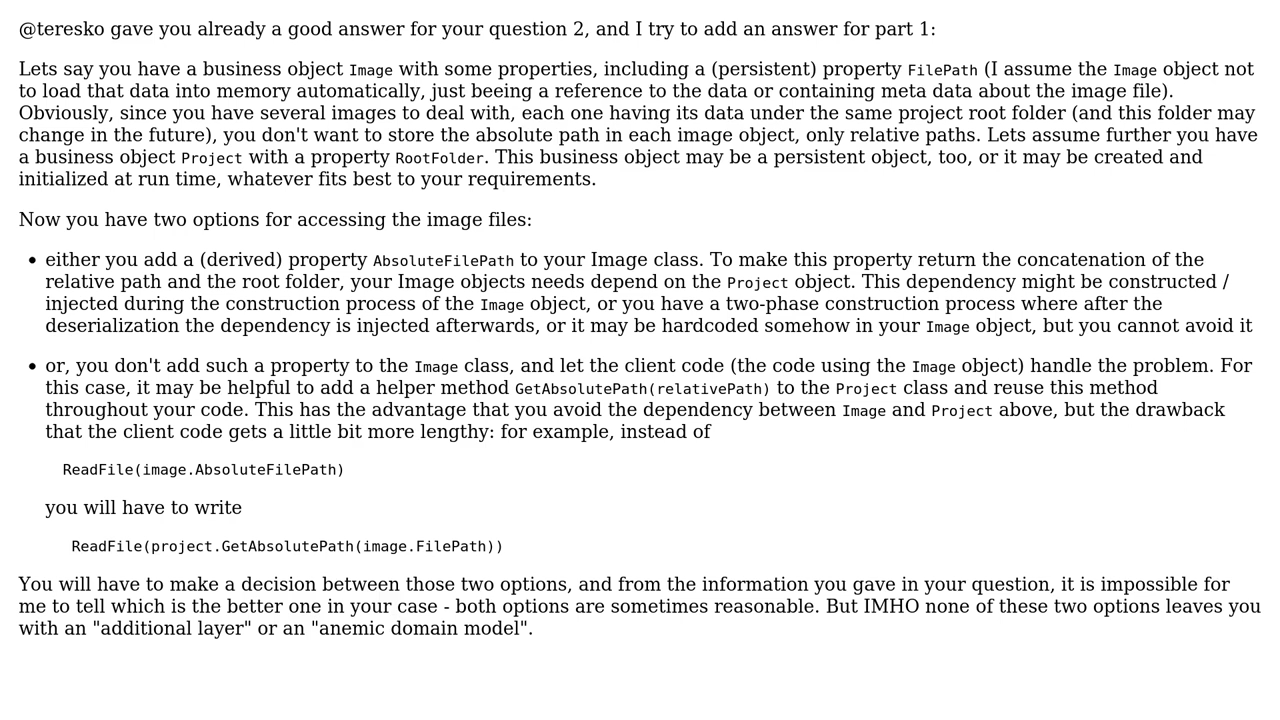 @teresko gave you already a good answer for your question 2, and I try to add an answer for part 1:
Lets say you have a business object Image with some properties, including a (persistent) property FilePath (I assume the Image object not
to load that data into memory automatically, just beeing a reference to the data or containing meta data about the image file).
Obviously, since you have several images to deal with, each one having its data under the same project root folder (and this folder may
change in the future), you don't want to store the absolute path in each image object, only relative paths. Lets assume further you have
a business object Project with a property RootFolder. This business object may be a persistent object, too, or it may be created and
initialized at run time, whatever fits best to your requirements.
Now you have two options for accessing the image files:
• either you add a (derived) property AbsoluteFilePath to your Image class. To make this property return the concatenation of the
relative path and the root folder, your Image objects needs depend on the Project object. This dependency might be constructed /
injected during the construction process of the Image object, or you have a two-phase construction process where after the
deserialization the dependency is injected afterwards, or it may be hardcoded somehow in your Image object, but you cannot avoid it
• or, you don't add such a property to the Image class, and let the client code (the code using the Image object) handle the problem. For
this case, it may be helpful to add a helper method GetAbsolutePath(relativePath) to the Project class and reuse this method
throughout your code. This has the advantage that you avoid the dependency between Image and Project above, but the drawback
that the client code gets a little bit more lengthy: for example, instead of
ReadFile(image.AbsoluteFilePath)
you will have to write
ReadFile(project.GetAbsolutePath(image.FilePath))
You will have to make a decision between those two options, and from the information you gave in your question, it is impossible for
me to tell which is the better one in your case - both options are sometimes reasonable. But IMHO none of these two options leaves you
with an "additional layer" or an "anemic domain model".